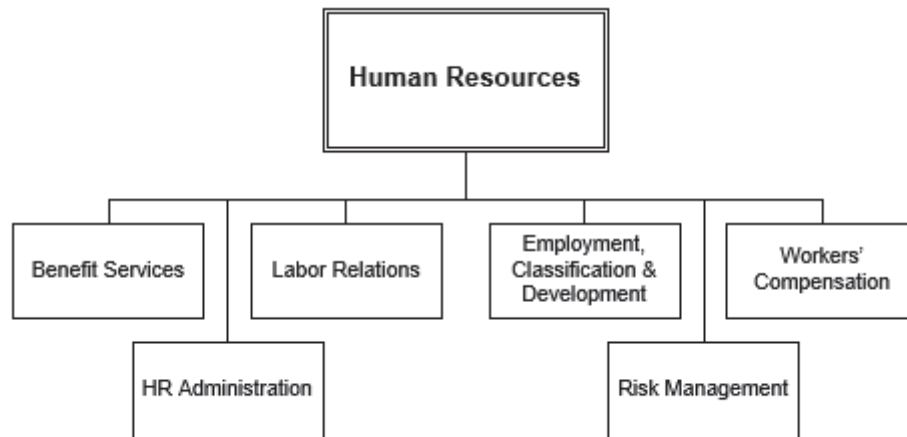 Human Resources
Benefit Services
Labor Relations
Employment,
Classification &
Development
Workers’
Compensation
HR Administration
Risk Management